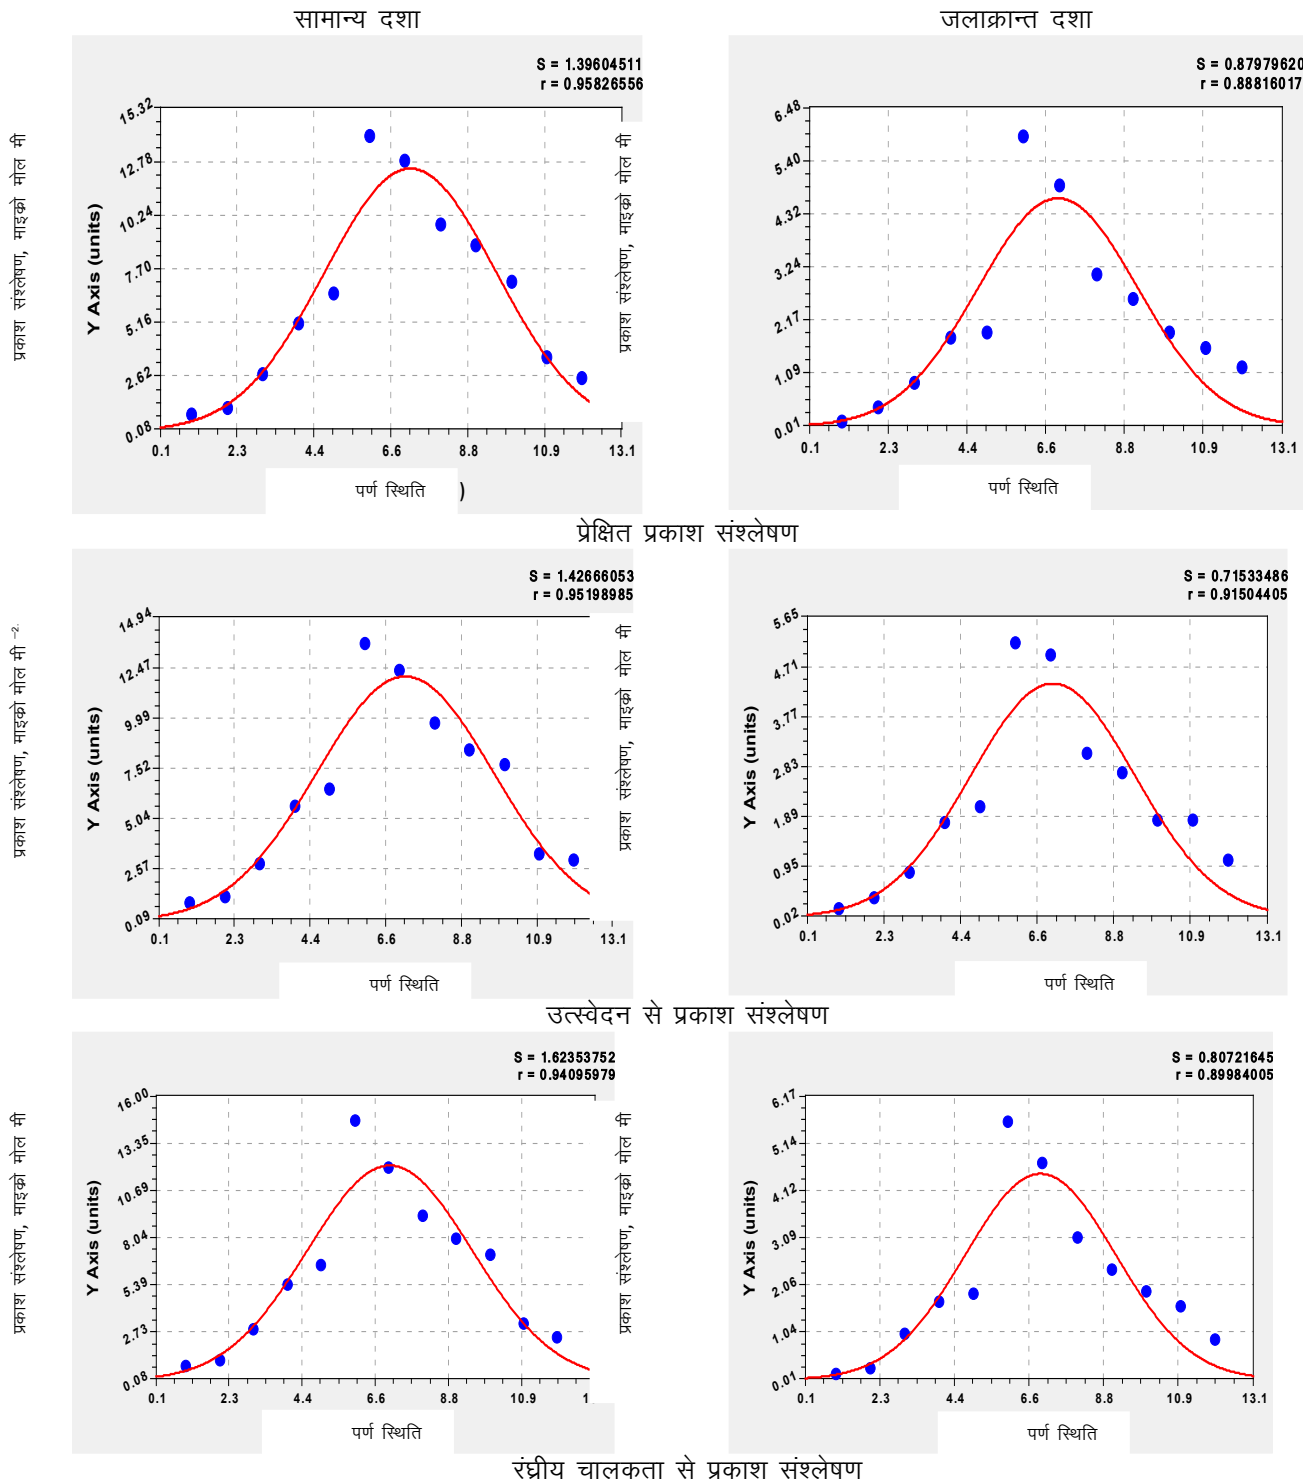 सामान्य दशा
जलाक्रान्त दशा
S = 1.39604511
r = 0.95826556
प्रकाश संश्लेषण, माइक्रो मोल मी
Y Axis (units)
15.32
12.78
10.24
7.70
5.16
2.62
0.08
0.1 2.3 4.4 6.6 8.8 10.9 13.1
पर्ण स्थिति )
S = 0.87979620
r = 0.88816017
प्रकाश संश्लेषण, माइक्रो मोल मी
6.48
5.40
4.32
3.24
2.17
1.09
0.01
0.1 2.3 4.4 6.6 8.8 10.9 13.1
पर्ण स्थिति
प्रेक्षित प्रकाश संश्लेषण
S = 1.42666053
r = 0.95198985
प्रकाश संश्लेषण, माइक्रो मोल मी -2.
Y Axis (units)
14.94
12.47
9.99
7.52
5.04
2.57
0.09
0.1 2.3 4.4 6.6 8.8 10.9 13.1
पर्ण स्थिति
S = 0.71533486
r = 0.91504405
प्रकाश संश्लेषण, माइक्रो मोल मी
Y Axis (units)
5.65
4.71
3.77
2.83
1.89
0.95
0.02
0.1 2.3 4.4 6.6 8.8 10.9 13.1
पर्ण स्थिति
उत्स्वेदन से प्रकाश संश्लेषण
S = 1.62353752
r = 0.94095979
प्रकाश संश्लेषण, माइक्रो मोल मी
Y Axis (units)
16.00
13.35
10.69
8.04
5.39
2.73
0.08
0.1 2.3 4.4 6.6 8.8 10.9 1
पर्ण स्थिति
S = 0.80721645
r = 0.89984005
प्रकाश संश्लेषण, माइक्रो मोल मी
Y Axis (units)
6.17
5.14
4.12
3.09
2.06
1.04
0.01
0.1 2.3 4.4 6.6 8.8 10.9 13.1
पर्ण स्थिति
रंध्रीय चालकता से प्रकाश संश्लेषण